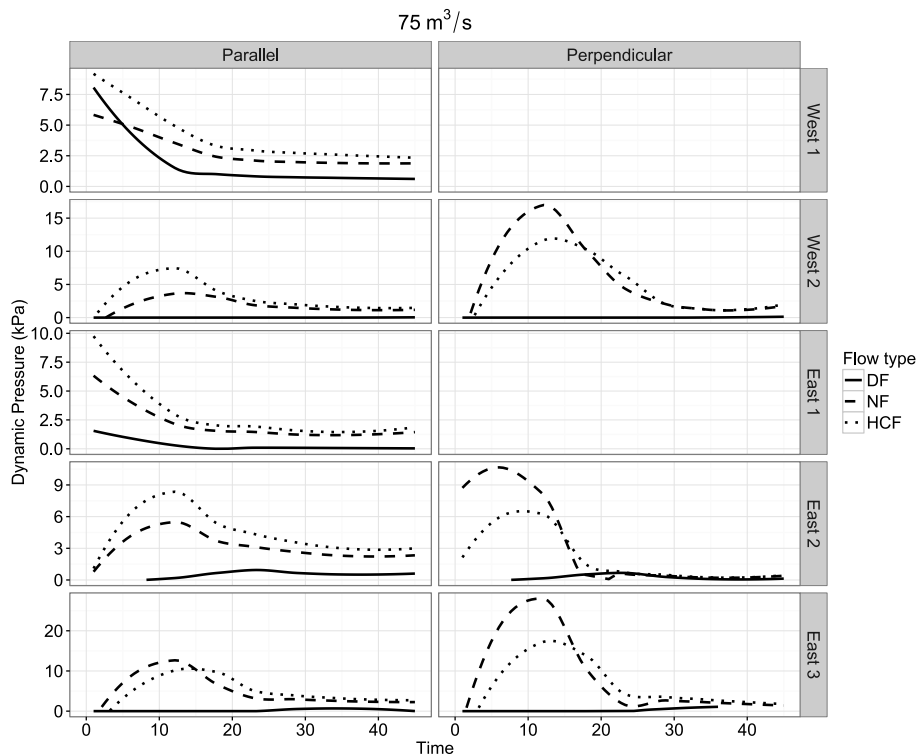 75 m³/s
Parallel Perpendicular
7.5
5.0
2.5
0.0
West 1
15
10
5
0
West 2
10.0
7.5
5.0
2.5
0.0
East 1
9
6
3
0
East 2
20
10
0
East 3
0 10 20 30 40 0 10 20 30 40
Time
Dynamic Pressure (kPa)
Flow type
DF
NF
HCF